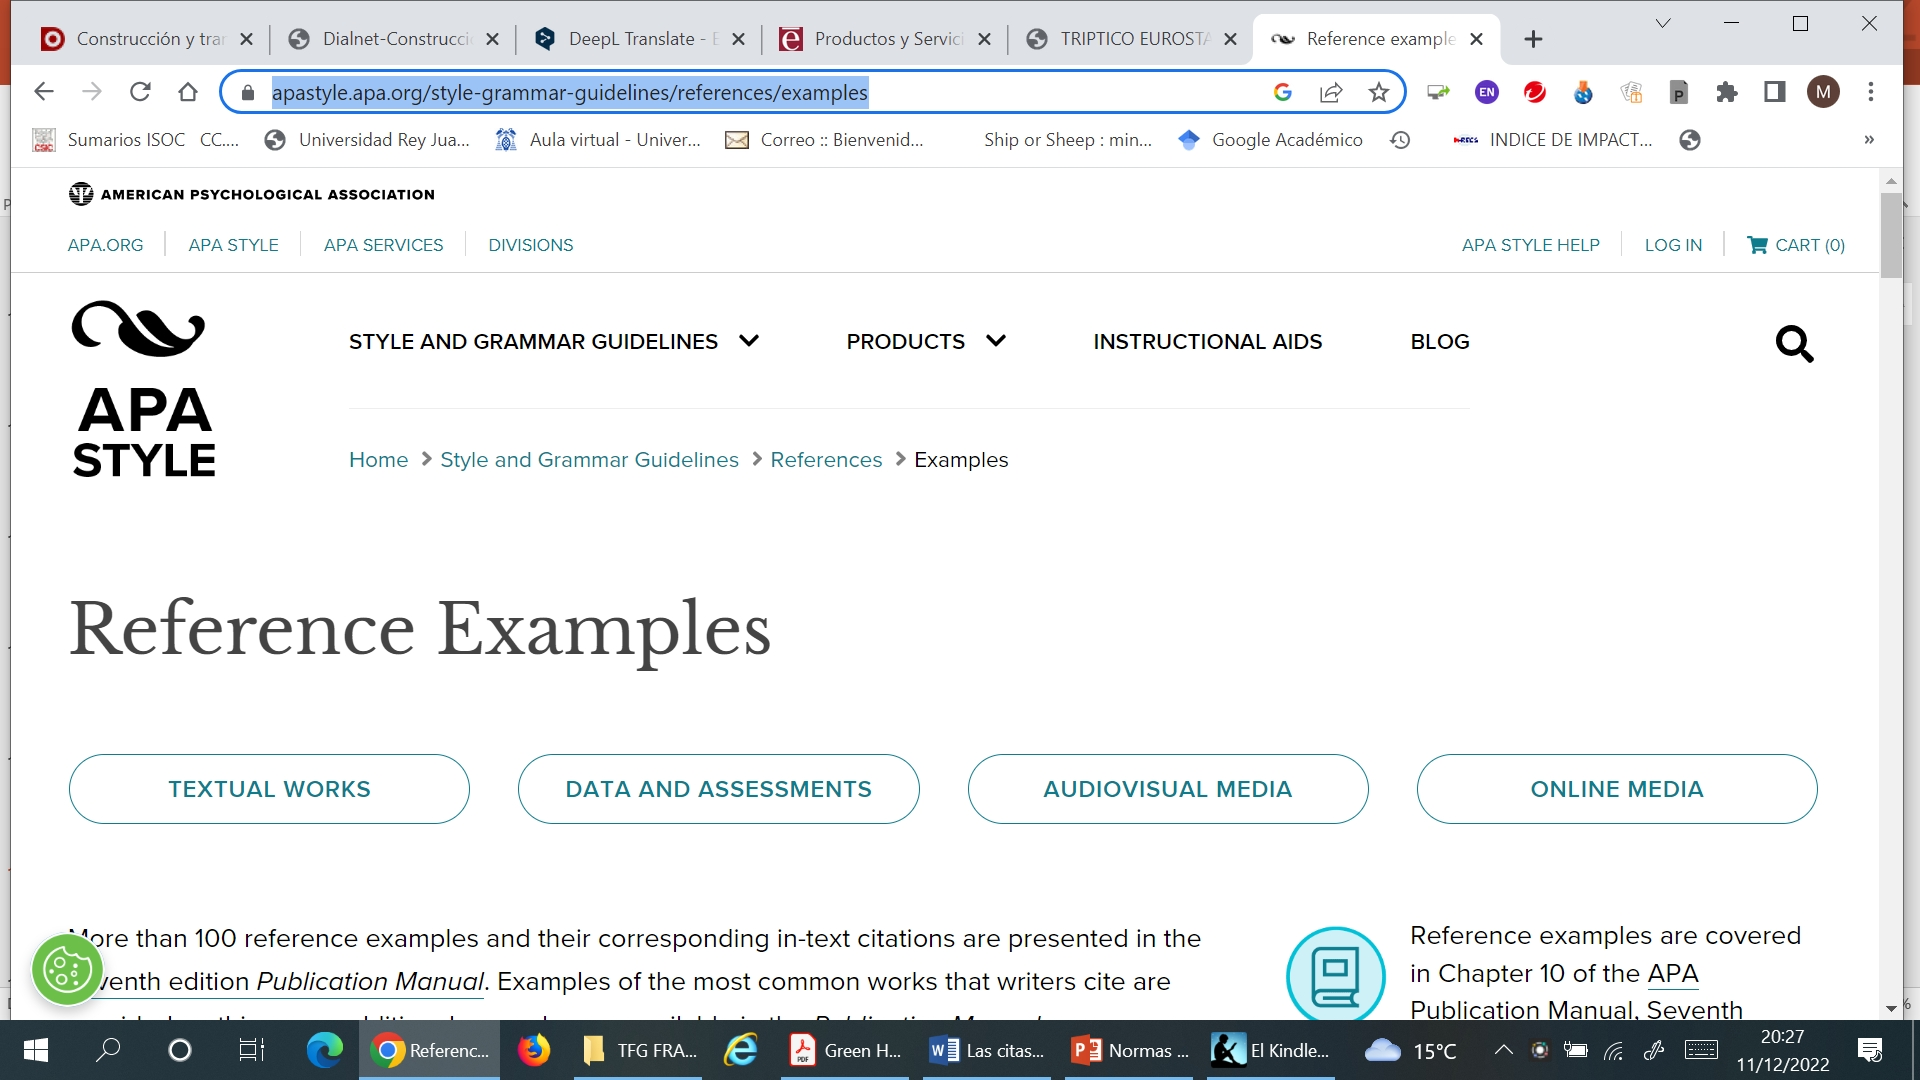 Construcción y tra
Dialnet-Construcci
DeepL Translate - E
Productos y Servici
TRIPTICO EUROSTA
Reference example
apastyle.apa.org/style-grammar-guidelines/references/examples
EN
P
M
CSIC
Sumarios ISOC CC....
Universidad Rey Jua...
Aula virtual - Univer...
Correo :: Bienvenid...
Ship or Sheep : min...
Google Académico
INDICE DE IMPACT...
»
AMERICAN PSYCHOLOGICAL ASSOCIATION
APA.ORG
APA STYLE
APA SERVICES
DIVISIONS
APA STYLE HELP
LOG IN
CART (0)
APA
STYLE
STYLE AND GRAMMAR GUIDELINES
PRODUCTS
INSTRUCTIONAL AIDS
BLOG
Home > Style and Grammar Guidelines > References > Examples
Reference Examples
TEXTUAL WORKS
DATA AND ASSESSMENTS
AUDIOVISUAL MEDIA
ONLINE MEDIA
More than 100 reference examples and their corresponding in-text citations are presented in the
venth edition Publication Manual. Examples of the most common works that writers cite are
Reference examples are covered
in Chapter 10 of the APA
Publication Manual, Seventh
Referenc...
TFG FRA...
Green H...
Las citas...
Normas ...
El Kindle...
15°C
20:27
11/12/2022